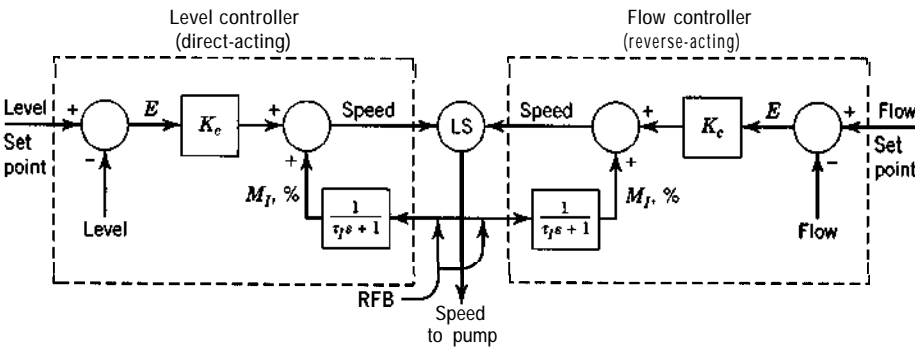 Level controller
(direct-acting)
Flow controller
(reverse-acting)
Level
Set
point
+
−
E
K_c
+
+
Speed
LS
Speed
+
+
K_c
E
+
−
Flow
Set
point
M_I, %
1
τ_I s + 1
1
τ_I s + 1
M_I, %
Level
Flow
RFB
Speed
to pump